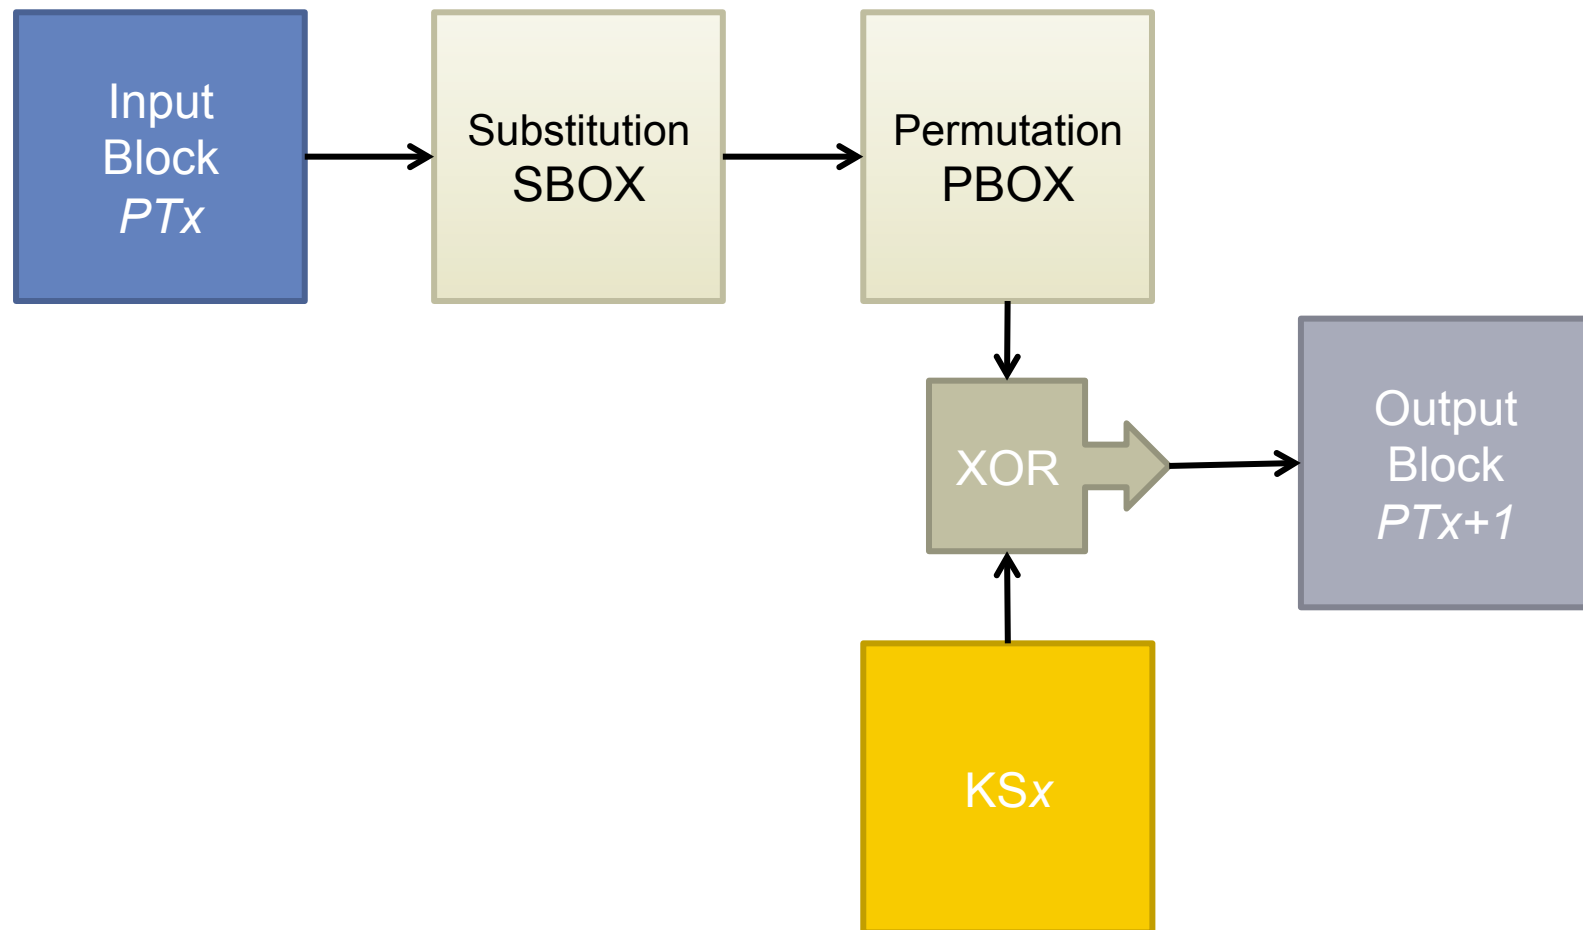 Input
Block
PTx
Substitution
SBOX
Permutation
PBOX
XOR
Output
Block
PTx+1
KSx